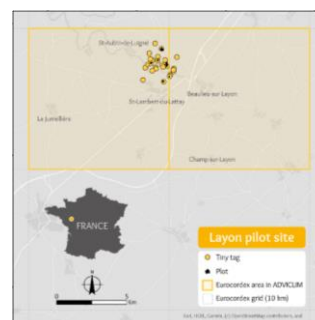 St-Aubin-de-Luigné
Beaulieu-sur-Layon
St-Lambert-du-Lattay
La Jumellière
Champ-sur-Layon
FRANCE
N
0 5
Km
Layon pilot site
Tiny tag
Plot
Eurocordex area in ADVICLIM
Eurocordex grid (10 km)